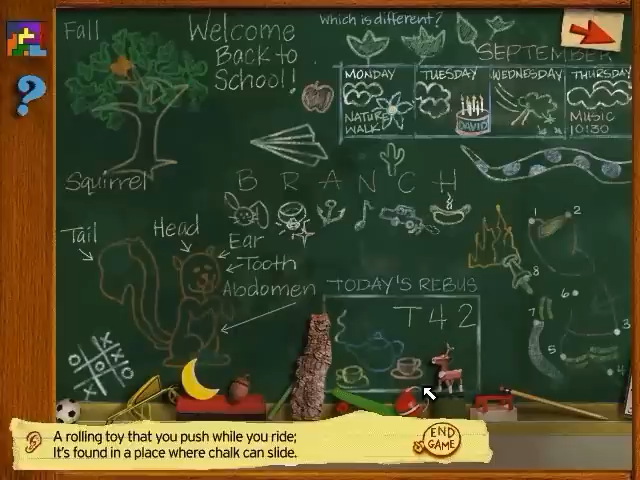 Fall
Welcome
Back to
School!!
Which is different?
SEPTEMBER
MONDAY
TUESDAY
WEDNESDAY
THURSDAY
NATURE
WALK
DAVID
MUSIC
10:30
Squirrel
B R A N C H
Tail
Head
Ear
Tooth
Abdomen
TODAY'S REBUS
T 4 2
1
2
3
4
5
6
7
8
X
O X
X O
X O
A rolling toy that you push while you ride;
It's found in a place where chalk can slide.
END
GAME
?